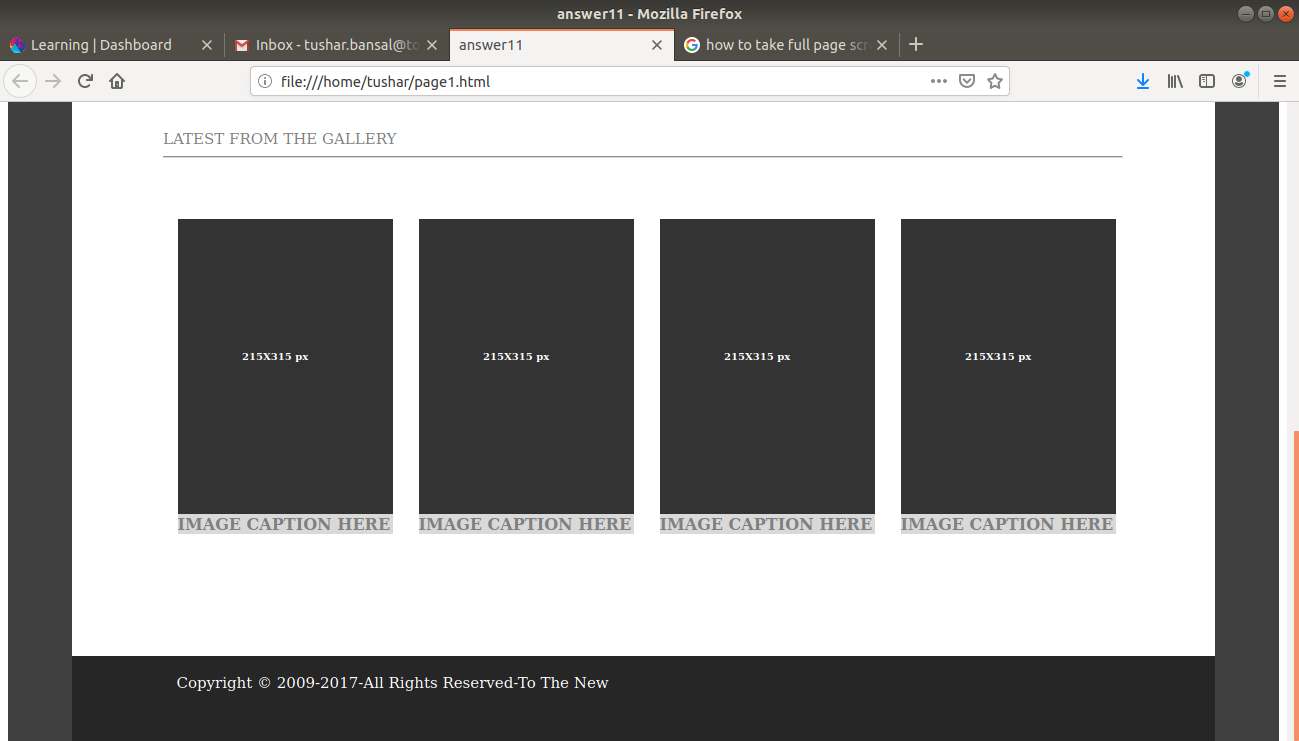 answer11 - Mozilla Firefox
Learning | Dashboard
Inbox - tushar.bansal@to
answer11
how to take full page scr
file:///home/tushar/page1.html
LATEST FROM THE GALLERY
215X315 px 215X315 px 215X315 px 215X315 px
IMAGE CAPTION HERE IMAGE CAPTION HERE IMAGE CAPTION HERE IMAGE CAPTION HERE
Copyright © 2009-2017-All Rights Reserved-To The New